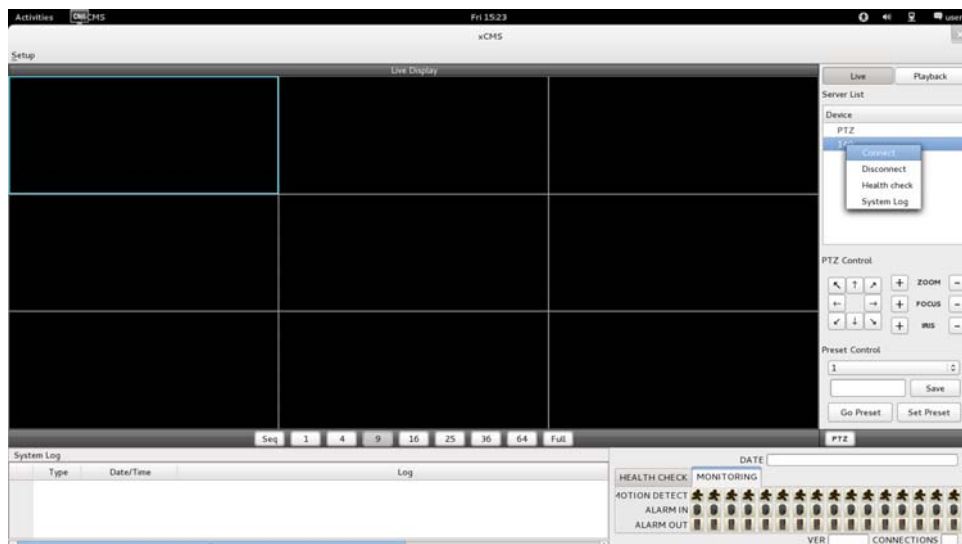 Activities CMS Fri 15:23 user
xCMS
Setup
Live Display
Live Playback
Server List
Device
PTZ
Connect
Disconnect
Health check
System Log
PTZ Control
+ ZOOM -
+ FOCUS -
+ IRIS -
Preset Control
1
Save
Go Preset Set Preset
Seq 1 4 9 16 25 36 64 Full PTZ
System Log
Type Date/Time Log
DATE
HEALTH CHECK MONITORING
MOTION DETECT
ALARM IN
ALARM OUT
VER CONNECTIONS